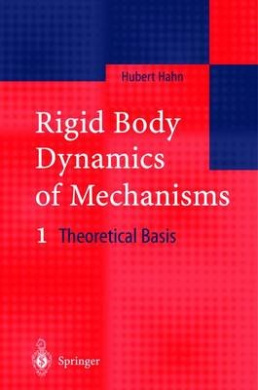 Hubert Hahn
Rigid Body
Dynamics
of Mechanisms
1 Theoretical Basis
Springer